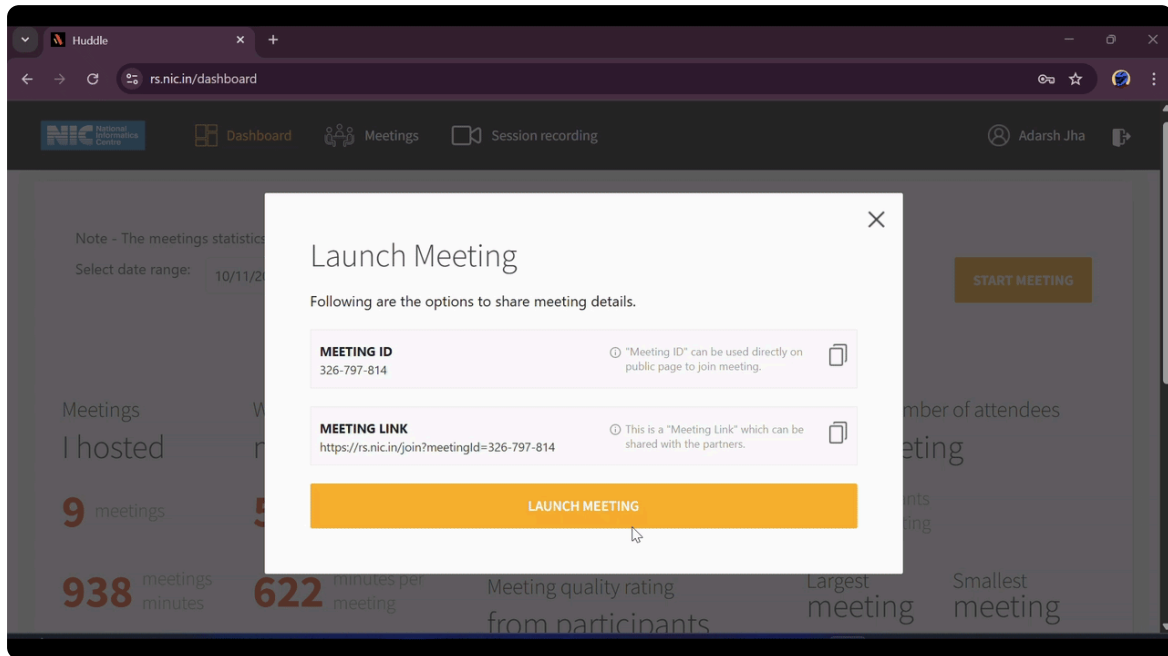 Huddle
rs.nic.in/dashboard
NIC National Informatics Centre
Dashboard
Meetings
Session recording
Adarsh Jha
Note - The meetings statistics
Select date range:
10/11/20
START MEETING
Launch Meeting
Following are the options to share meeting details.
MEETING ID
326-797-814
"Meeting ID" can be used directly on
public page to join meeting.
MEETING LINK
https://rs.nic.in/join?meetingId=326-797-814
This is a "Meeting Link" which can be
shared with the partners.
LAUNCH MEETING
Meetings
I hosted
9 meetings
938 meetings minutes
622 minutes per meeting
Meeting quality rating
from participants
of attendees
Largest
meeting
Smallest
meeting